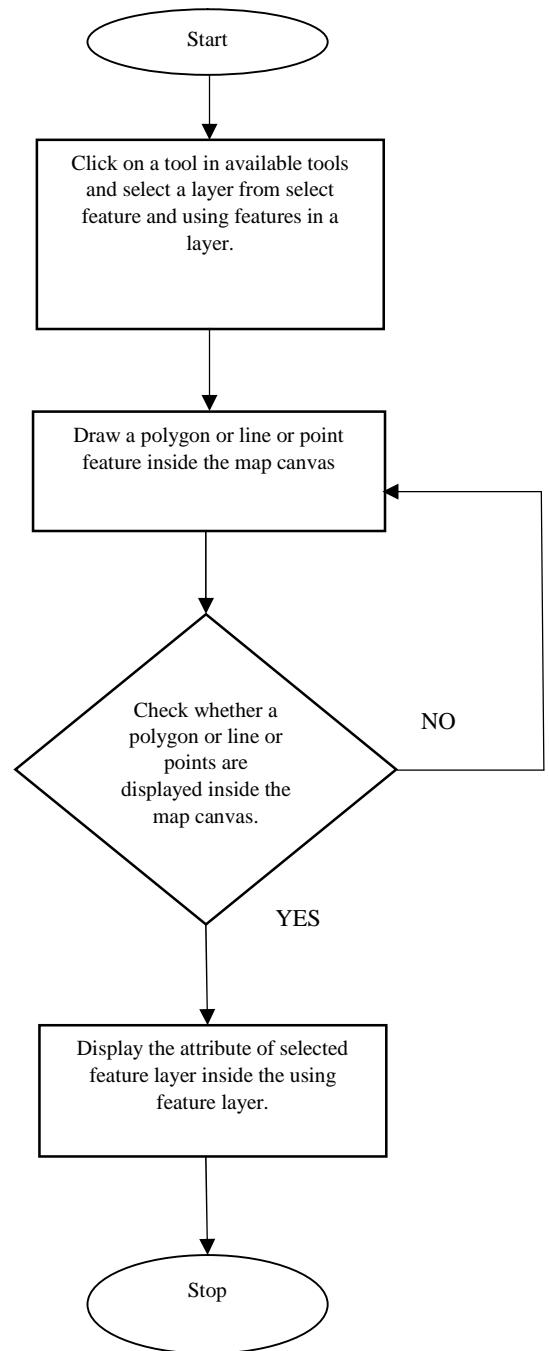 Start
Click on a tool in available tools
and select a layer from select
feature and using features in a
layer.
Draw a polygon or line or point
feature inside the map canvas
Check whether a
polygon or line or
points are
displayed inside the
map canvas.
NO
YES
Display the attribute of selected
feature layer inside the using
feature layer.
Stop